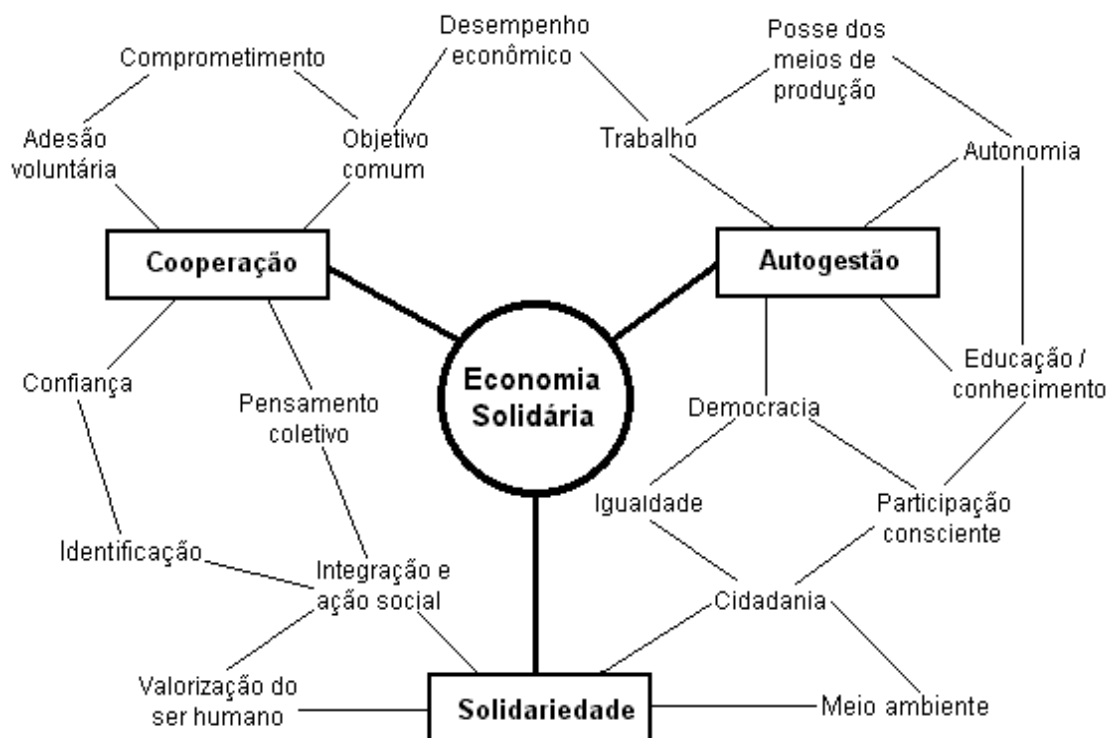 Desempenho
econômico
Posse dos
meios de
produção
Comprometimento
Adesão
voluntária
Objetivo
comum
Trabalho
Autonomia
Cooperação
Autogestão
Economia
Solidária
Confiança
Pensamento
coletivo
Democracia
Educação /
conhecimento
Identificação
Igualdade
Participação
consciente
Integração e
ação social
Cidadania
Valorização do
ser humano
Solidariedade
Meio ambiente